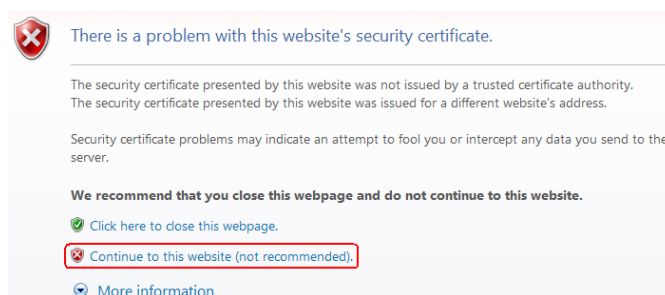 There is a problem with this website's security certificate.
The security certificate presented by this website was not issued by a trusted certificate authority.
The security certificate presented by this website was issued for a different website's address.
Security certificate problems may indicate an attempt to fool you or intercept any data you send to the
server.
We recommend that you close this webpage and do not continue to this website.
Click here to close this webpage.
Continue to this website (not recommended).
More information